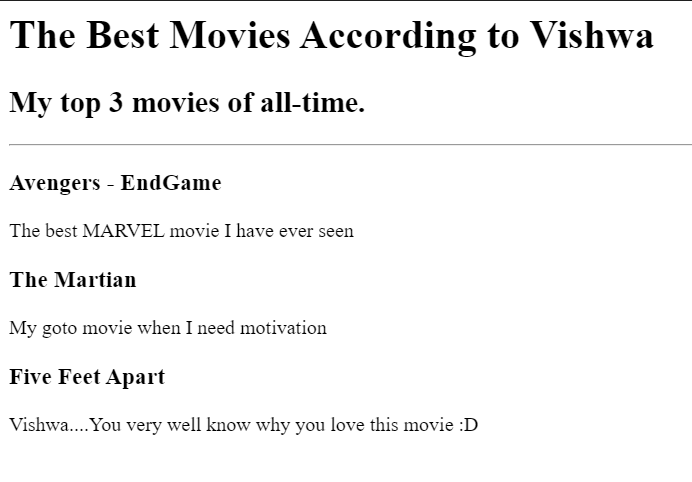 The Best Movies According to Vishwa
My top 3 movies of all-time.
Avengers - EndGame
The best MARVEL movie I have ever seen
The Martian
My goto movie when I need motivation
Five Feet Apart
Vishwa....You very well know why you love this movie :D